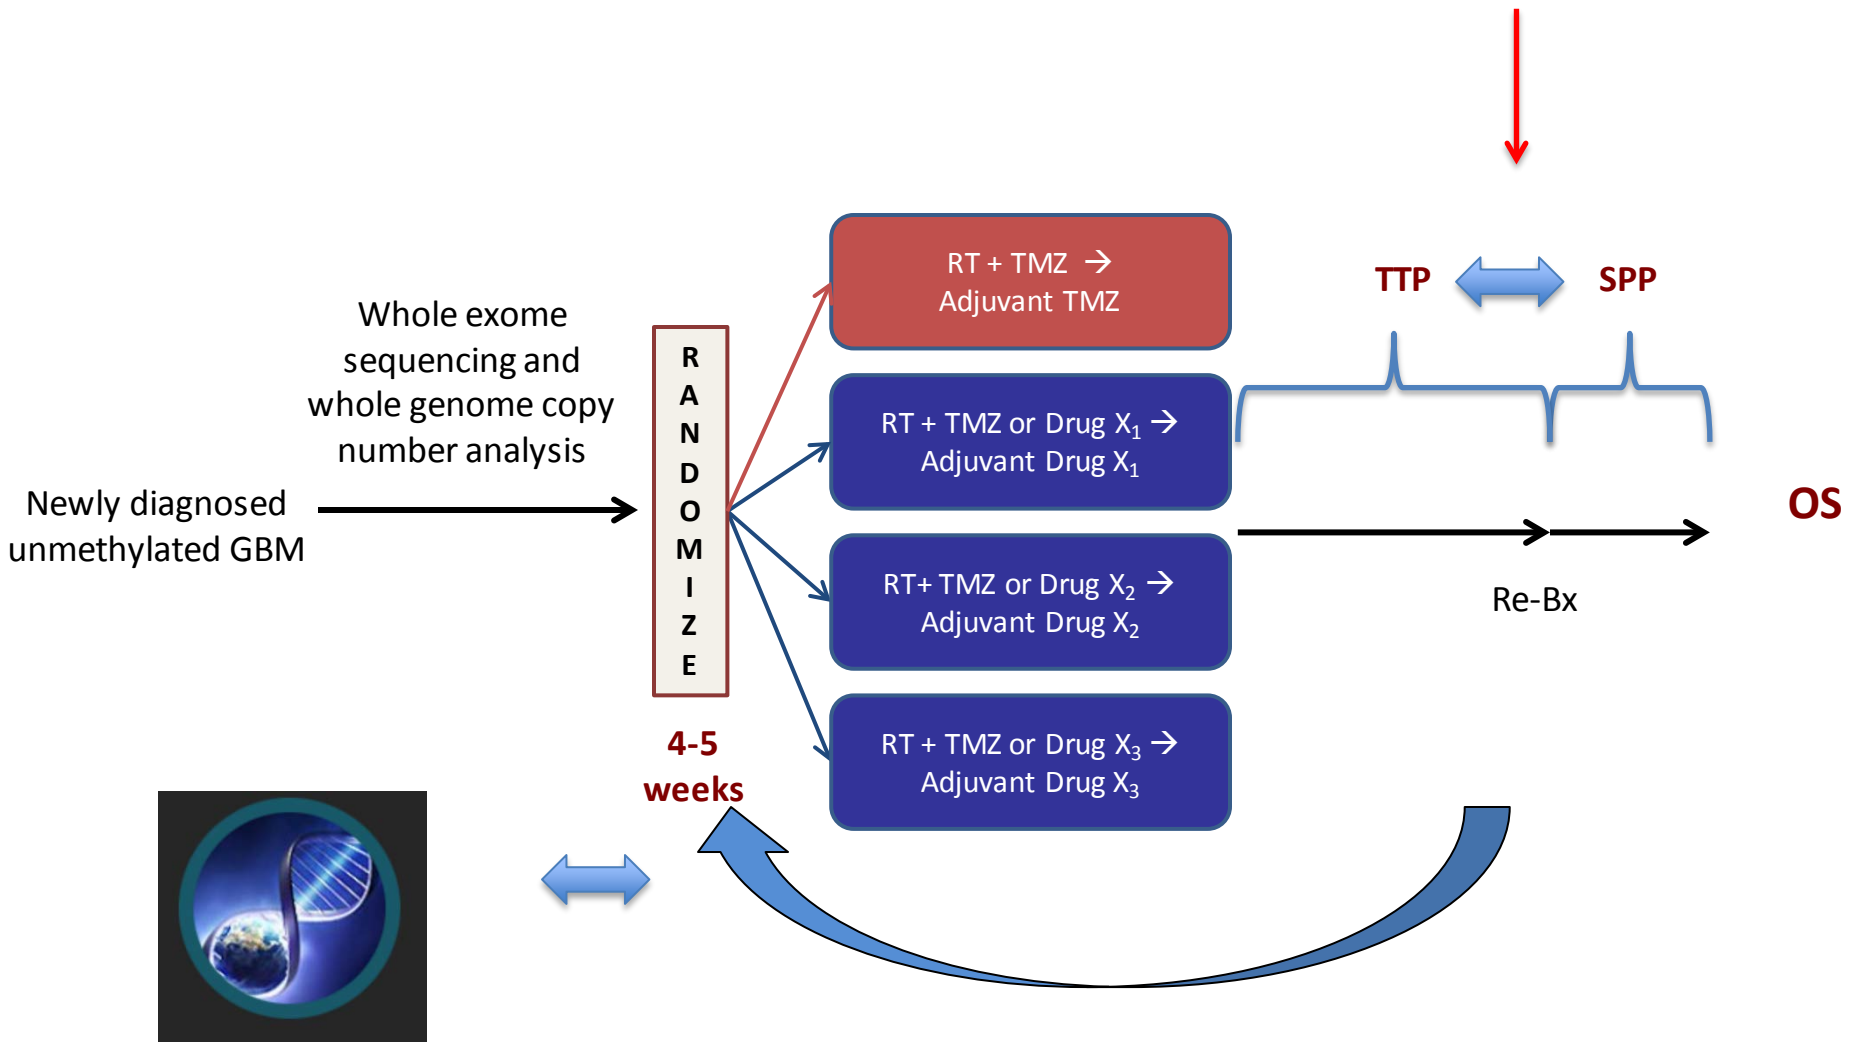 Newly diagnosed
unmethylated GBM
Whole exome
sequencing and
whole genome copy
number analysis
R
A
N
D
O
M
I
Z
E
4-5
weeks
RT + TMZ →
Adjuvant TMZ
RT + TMZ or Drug X₁ →
Adjuvant Drug X₁
RT+ TMZ or Drug X₂ →
Adjuvant Drug X₂
RT + TMZ or Drug X₃ →
Adjuvant Drug X₃
TTP SPP
OS
Re-Bx